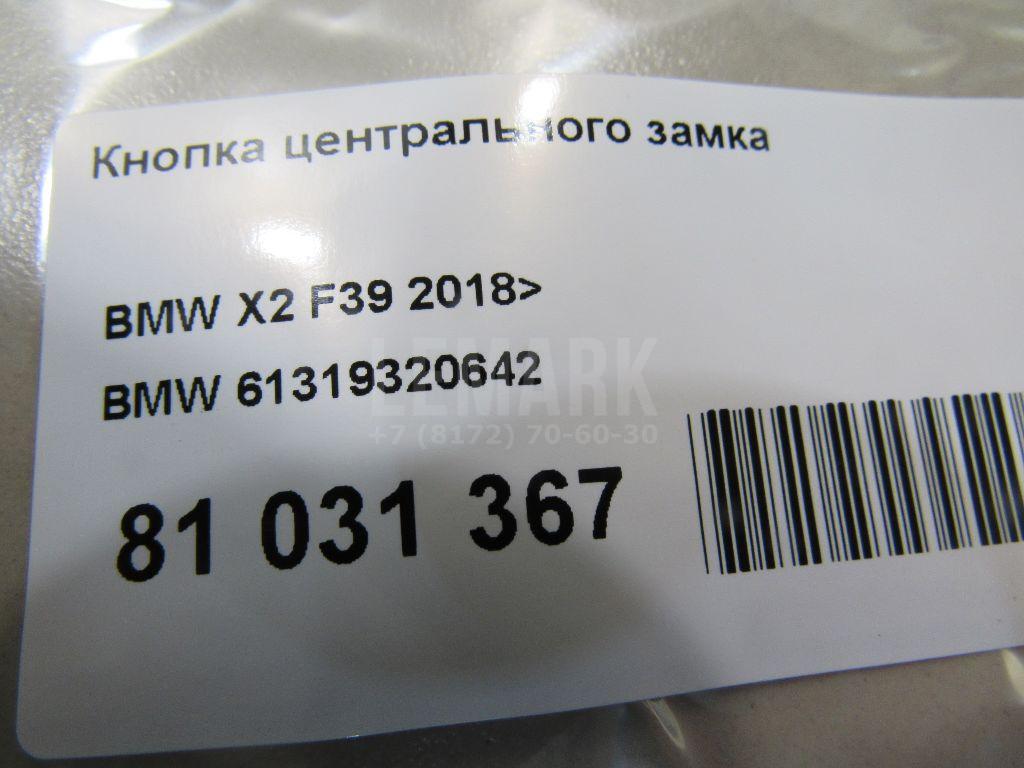 Кнопка центрального замка
BMW X2 F39 2018>
BMW 61319320642
LEMARK
+7 (8172) 70-60-30
81 031 367